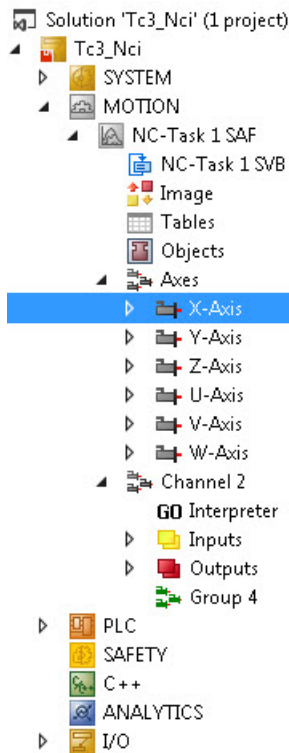 Solution 'Tc3_Nci' (1 project)
Tc3_Nci
SYSTEM
MOTION
NC-Task 1 SAF
NC-Task 1 SVB
Image
Tables
Objects
Axes
X-Axis
Y-Axis
Z-Axis
U-Axis
V-Axis
W-Axis
Channel 2
GO Interpreter
Inputs
Outputs
Group 4
PLC
SAFETY
C++
ANALYTICS
I/O